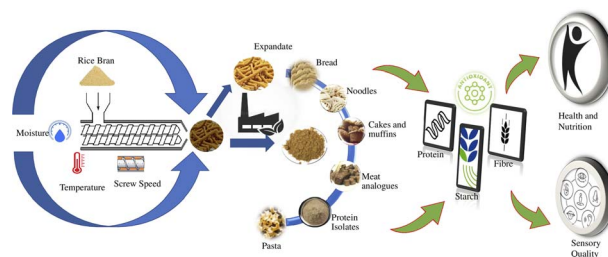 Rice Bran
Moisture
Temperature
Screw Speed
Expandate
Bread
Noodles
Cakes and
muffins
Meat
analogues
Protein
Isolates
Pasta
ANTIOXIDANT
Protein
Starch
Fibre
Health and
Nutrition
Sensory
Quality